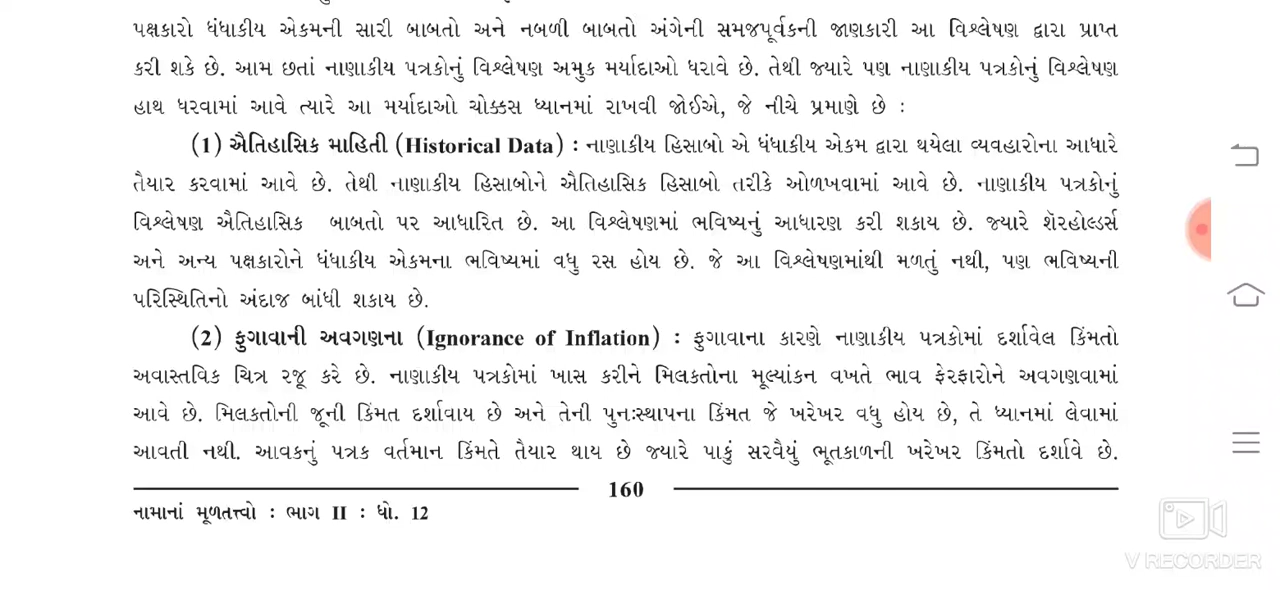 પક્ષકારો ધંધાકીય એકમની સારી બાબતો અને નબળી બાબતો અંગેની સમજપૂર્વકની જાણકારી આ વિશ્લેષણ દ્વારા પ્રાપ્ત
કરી શકે છે. આમ છતાં નાણાકીય પત્રકોનું વિશ્લેષણ અમુક મર્યાદાઓ ધરાવે છે. તેથી જ્યારે પણ નાણાકીય પત્રકોનું વિશ્લેષણ
હાથ ધરવામાં આવે ત્યારે આ મર્યાદાઓ ચોક્કસ ધ્યાનમાં રાખવી જોઈએ, જે નીચે પ્રમાણે છે :
(1) ઐતિહાસિક માહિતી (Historical Data) : નાણાકીય હિસાબો એ ધંધાકીય એકમ દ્વારા થયેલા વ્યવહારોના આધારે
તૈયાર કરવામાં આવે છે. તેથી નાણાકીય હિસાબોને ઐતિહાસિક હિસાબો તરીકે ઓળખવામાં આવે છે. નાણાકીય પત્રકોનું
વિશ્લેષણ ઐતિહાસિક બાબતો પર આધારિત છે. આ વિશ્લેષણમાં ભવિષ્યનું આધારણ કરી શકાય છે. જ્યારે શૅરહોલ્ડર્સ
અને અન્ય પક્ષકારોને ધંધાકીય એકમના ભવિષ્યમાં વધુ રસ હોય છે. જે આ વિશ્લેષણમાંથી મળતું નથી, પણ ભવિષ્યની
પરિસ્થિતિનો અંદાજ બાંધી શકાય છે.
(2) ફુગાવાની અવગણના (Ignorance of Inflation) : ફુગાવાના કારણે નાણાકીય પત્રકોમાં દર્શાવેલ કિંમતો
અવાસ્તવિક ચિત્ર રજૂ કરે છે. નાણાકીય પત્રકોમાં ખાસ કરીને મિલકતોના મૂલ્યાંકન વખતે ભાવ ફેરફારોને અવગણવામાં
આવે છે. મિલકતોની જૂની કિંમત દર્શાવાય છે અને તેની પુનઃસ્થાપના કિંમત જે ખરેખર વધુ હોય છે, તે ધ્યાનમાં લેવામાં
આવતી નથી. આવકનું પત્રક વર્તમાન કિંમતે તૈયાર થાય છે જ્યારે પાકું સરવૈયું ભૂતકાળની ખરેખર કિંમતો દર્શાવે છે.
160
નામાનાં મૂળતત્ત્વો : ભાગ II : ધો. 12
V RECORDER